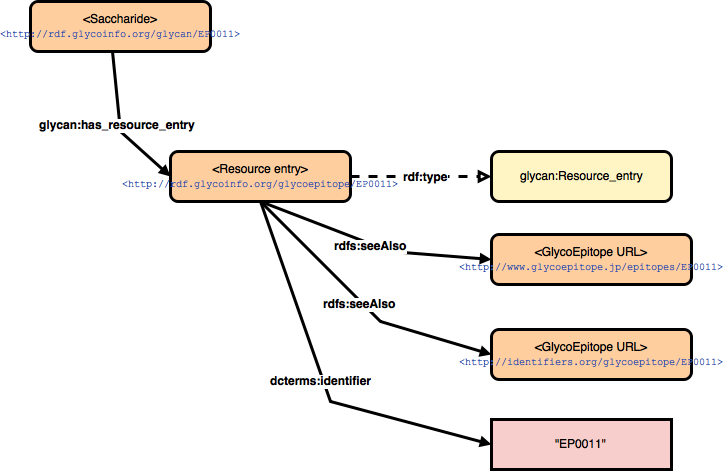 <Saccharide>
<http://rdf.glycoinfo.org/glycan/EP0011>
glycan:has_resource_entry
<Resource entry>
<http://rdf.glycoinfo.org/glycoepitope/EP0011>
rdf:type
glycan:Resource_entry
rdfs:seeAlso
<GlycoEpitope URL>
<http://www.glycoepitope.jp/epitopes/EP0011>
rdfs:seeAlso
<GlycoEpitope URL>
<http://identifiers.org/glycoepitope/EP0011>
dcterms:identifier
"EP0011"